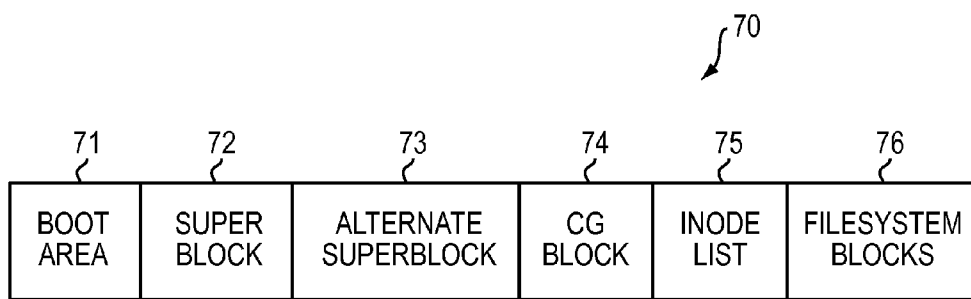 70
71 72 73 74 75 76
BOOT AREA SUPER BLOCK ALTERNATE SUPERBLOCK CG BLOCK INODE LIST FILESYSTEM BLOCKS